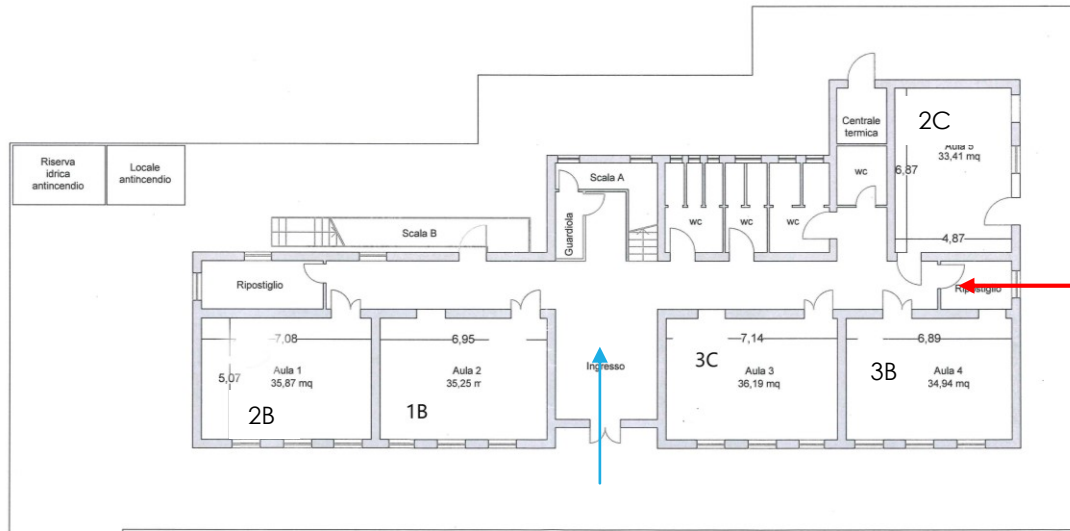 Riserva
idrica
antincendio
Locale
antincendio
Centrale
termica
2C
Aula 5
33,41 mq
6,87
4,87
wc
Scala A
Guardiola
wc
wc
wc
Scala B
Ripostiglio
Ripostiglio
7,08
5,07
Aula 1
35,87 mq
2B
6,95
Aula 2
35,25 m
1B
Ingresso
7,14
3C
Aula 3
36,19 mq
6,89
3B
Aula 4
34,94 mq